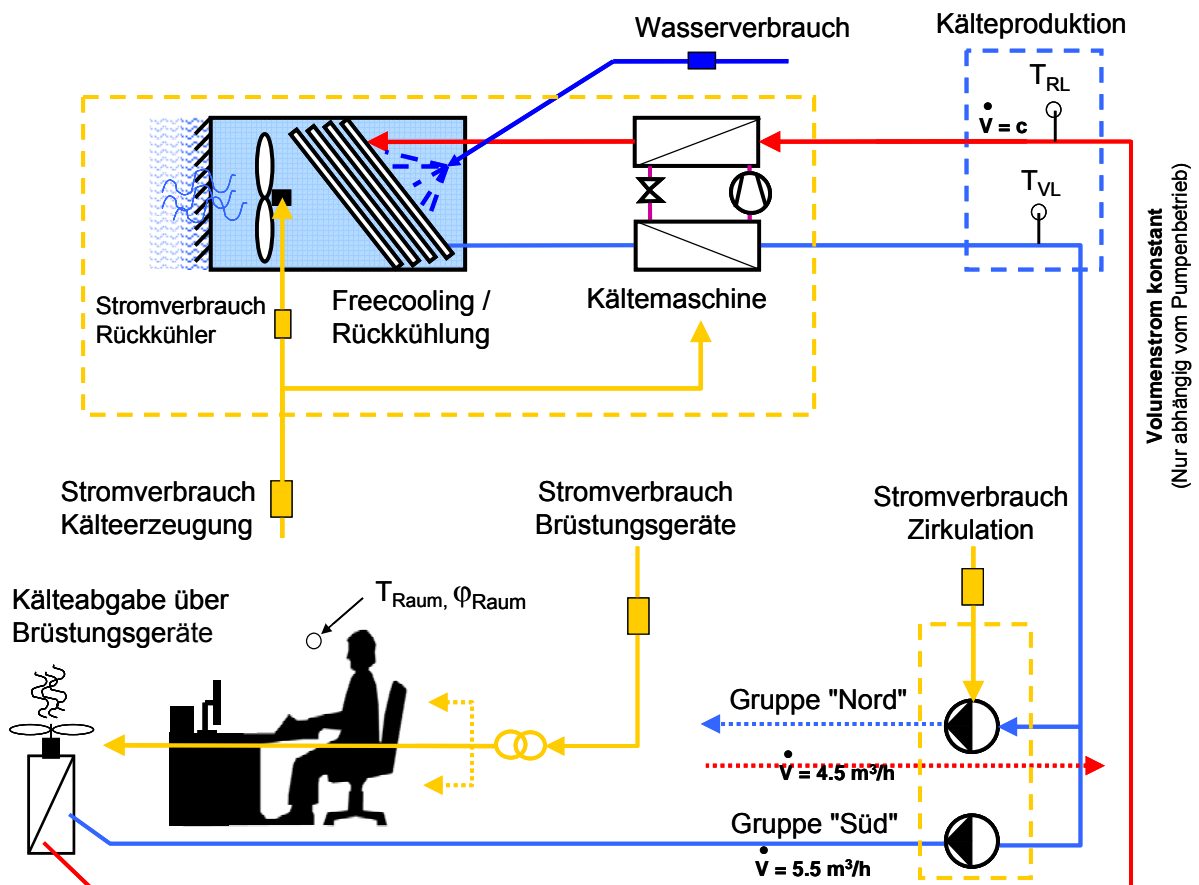 Wasserverbrauch
Kälteproduktion
T_RL
V̇ = c
T_VL
Stromverbrauch
Rückkühler
Freecooling /
Rückkühlung
Kältemaschine
Volumenstrom konstant
(Nur abhängig vom Pumpenbetrieb)
Stromverbrauch
Kälteerzeugung
Stromverbrauch
Brüstungsgeräte
Stromverbrauch
Zirkulation
Kälteabgabe über
Brüstungsgeräte
T_Raum, φ_Raum
Gruppe "Nord"
V̇ = 4.5 m³/h
Gruppe "Süd"
V̇ = 5.5 m³/h